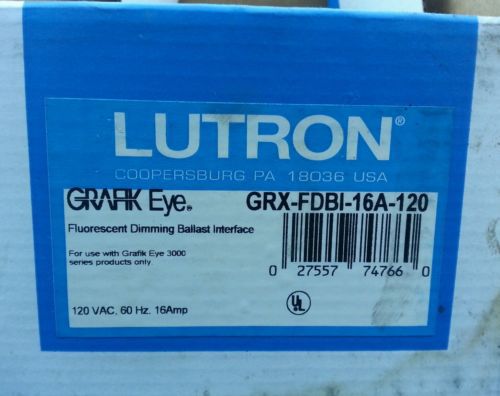 LUTRON®
COOPERSBURG PA 18036 USA
GRAFIK Eye® GRX-FDBI-16A-120
Fluorescent Dimming Ballast Interface
For use with Grafik Eye 3000
series products only.
0 27557 74766 0
120 VAC, 60 Hz. 16Amp
UL